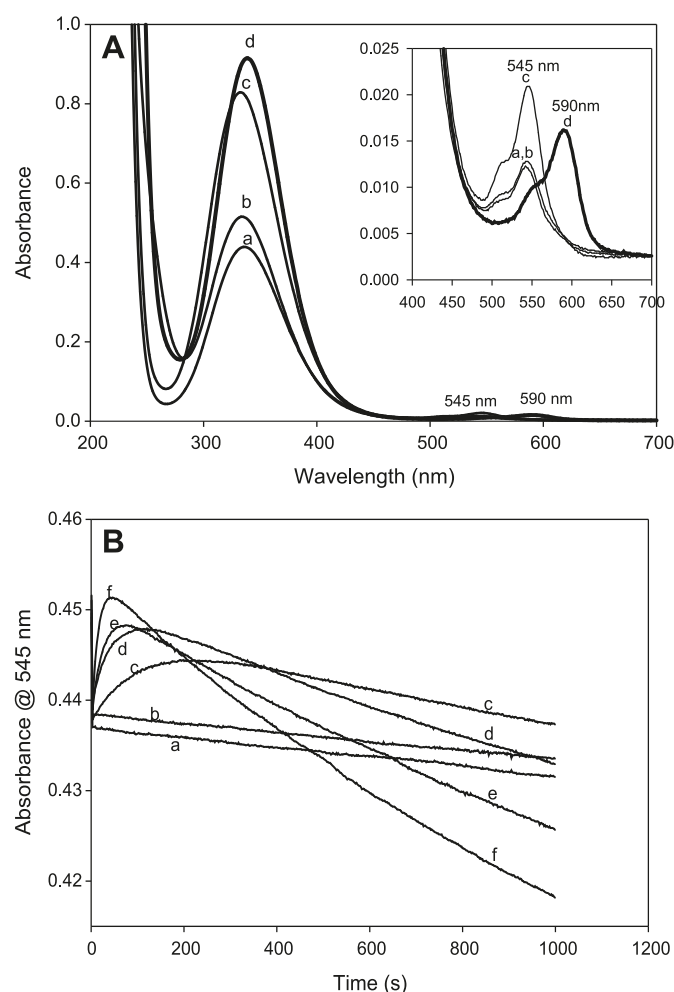 A
1.0
0.8
0.6
0.4
0.2
0.0
Absorbance
200
300
400
500
600
700
Wavelength (nm)
d
c
b
a
545 nm
590 nm
0.025
0.020
0.015
0.010
0.005
0.000
400
450
500
550
600
650
700
545 nm
c
590nm
d
a,b
B
0.46
0.45
0.44
0.43
0.42
Absorbance @ 545 nm
0
200
400
600
800
1000
1200
Time (s)
f
e
d
c
b
a
c
d
e
f